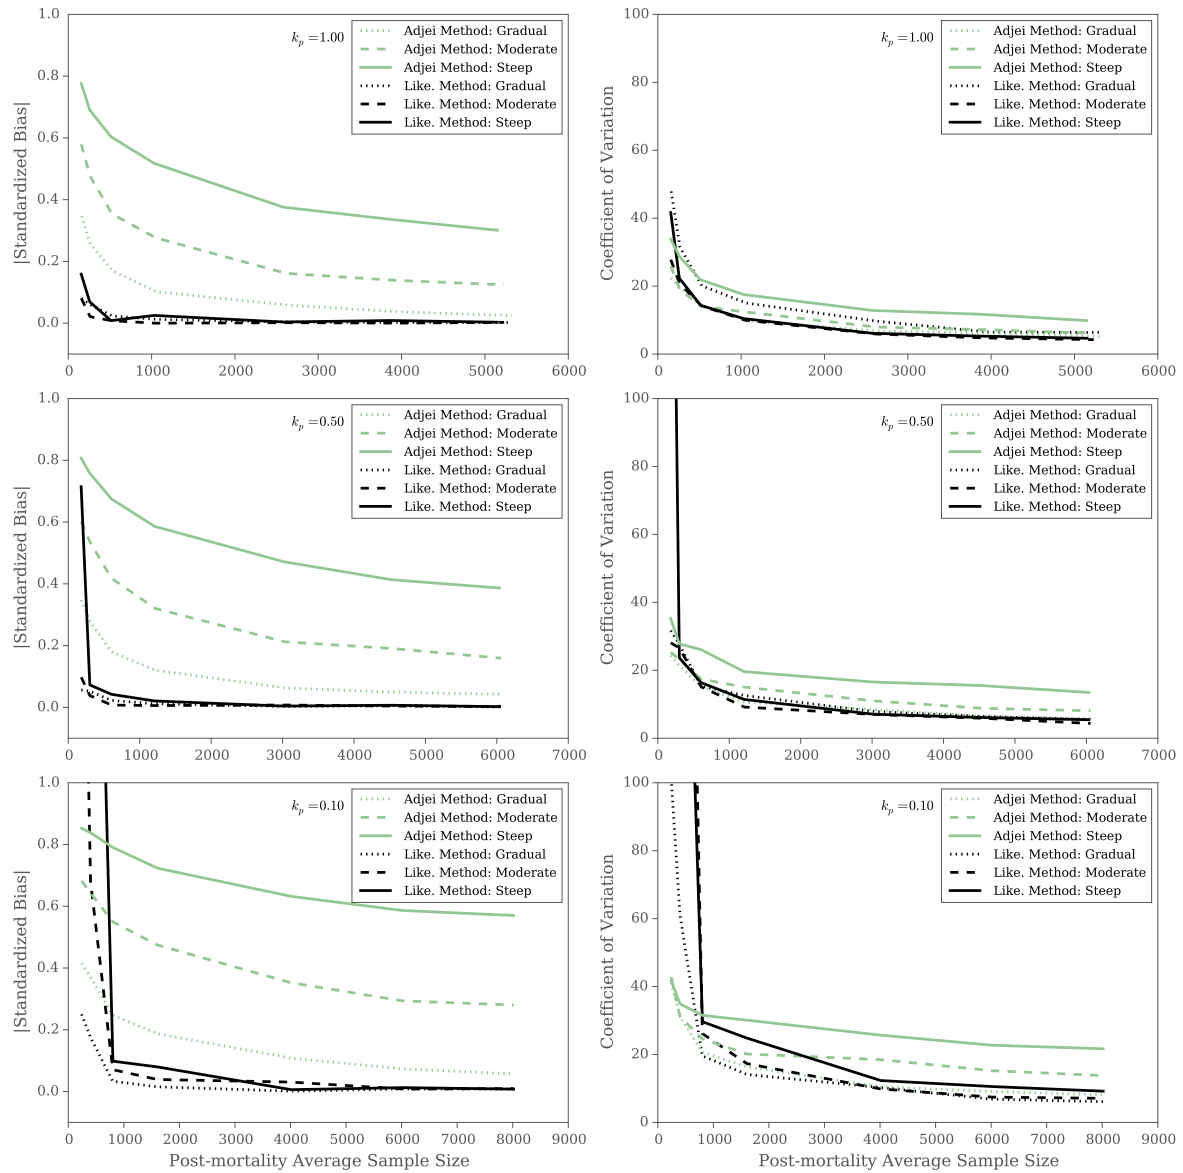 1.0
0.8
0.6
0.4
0.2
0.0
|Standardized Bias|
0 1000 2000 3000 4000 5000 6000
k_p =1.00
Adjei Method: Gradual
Adjei Method: Moderate
Adjei Method: Steep
Like. Method: Gradual
Like. Method: Moderate
Like. Method: Steep
100
80
60
40
20
0
Coefficient of Variation
0 1000 2000 3000 4000 5000 6000
k_p =1.00
Adjei Method: Gradual
Adjei Method: Moderate
Adjei Method: Steep
Like. Method: Gradual
Like. Method: Moderate
Like. Method: Steep
1.0
0.8
0.6
0.4
0.2
0.0
|Standardized Bias|
0 1000 2000 3000 4000 5000 6000 7000
k_p =0.50
Adjei Method: Gradual
Adjei Method: Moderate
Adjei Method: Steep
Like. Method: Gradual
Like. Method: Moderate
Like. Method: Steep
100
80
60
40
20
0
Coefficient of Variation
0 1000 2000 3000 4000 5000 6000 7000
k_p =0.50
Adjei Method: Gradual
Adjei Method: Moderate
Adjei Method: Steep
Like. Method: Gradual
Like. Method: Moderate
Like. Method: Steep
1.0
0.8
0.6
0.4
0.2
0.0
|Standardized Bias|
0 1000 2000 3000 4000 5000 6000 7000 8000 9000
Post-mortality Average Sample Size
k_p =0.10
Adjei Method: Gradual
Adjei Method: Moderate
Adjei Method: Steep
Like. Method: Gradual
Like. Method: Moderate
Like. Method: Steep
100
80
60
40
20
0
Coefficient of Variation
0 1000 2000 3000 4000 5000 6000 7000 8000 9000
Post-mortality Average Sample Size
k_p =0.10
Adjei Method: Gradual
Adjei Method: Moderate
Adjei Method: Steep
Like. Method: Gradual
Like. Method: Moderate
Like. Method: Steep